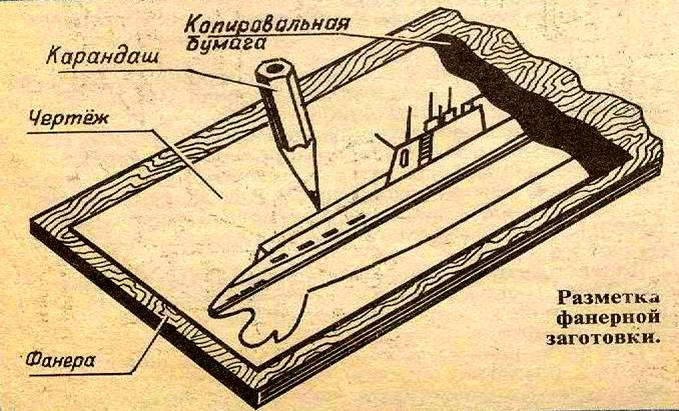 Копировальная
бумага
Карандаш
Чертёж
Фанера
Разметка
фанерной
заготовки.